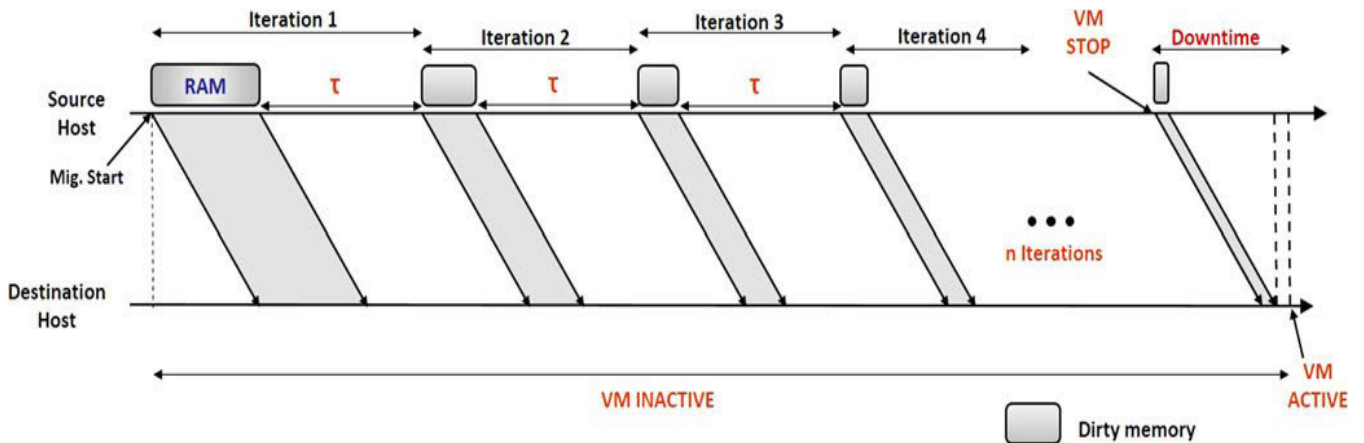 Iteration 1
Iteration 2
Iteration 3
Iteration 4
VM
STOP
Downtime
RAM
τ
τ
τ
Source
Host
Mig. Start
n Iterations
Destination
Host
VM INACTIVE
VM
ACTIVE
Dirty memory